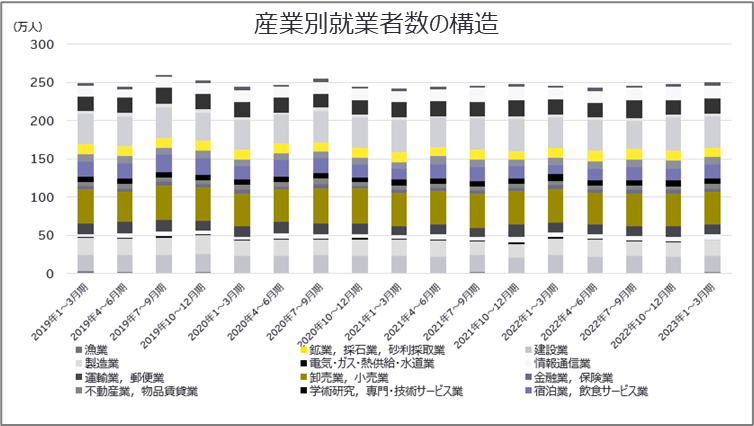 産業別就業者数の構造
(万人)
300
250
200
150
100
50
0
2019年1～3月期
2019年4～6月期
2019年7～9月期
2019年10～12月期
2020年1～3月期
2020年4～6月期
2020年7～9月期
2020年10～12月期
2021年1～3月期
2021年4～6月期
2021年7～9月期
2021年10～12月期
2022年1～3月期
2022年4～6月期
2022年7～9月期
2022年10～12月期
2023年1～3月期
漁業 鉱業，採石業，砂利採取業 建設業
製造業 電気・ガス・熱供給・水道業 情報通信業
運輸業，郵便業 卸売業，小売業 金融業，保険業
不動産業，物品賃貸業 学術研究，専門・技術サービス業 宿泊業，飲食サービス業